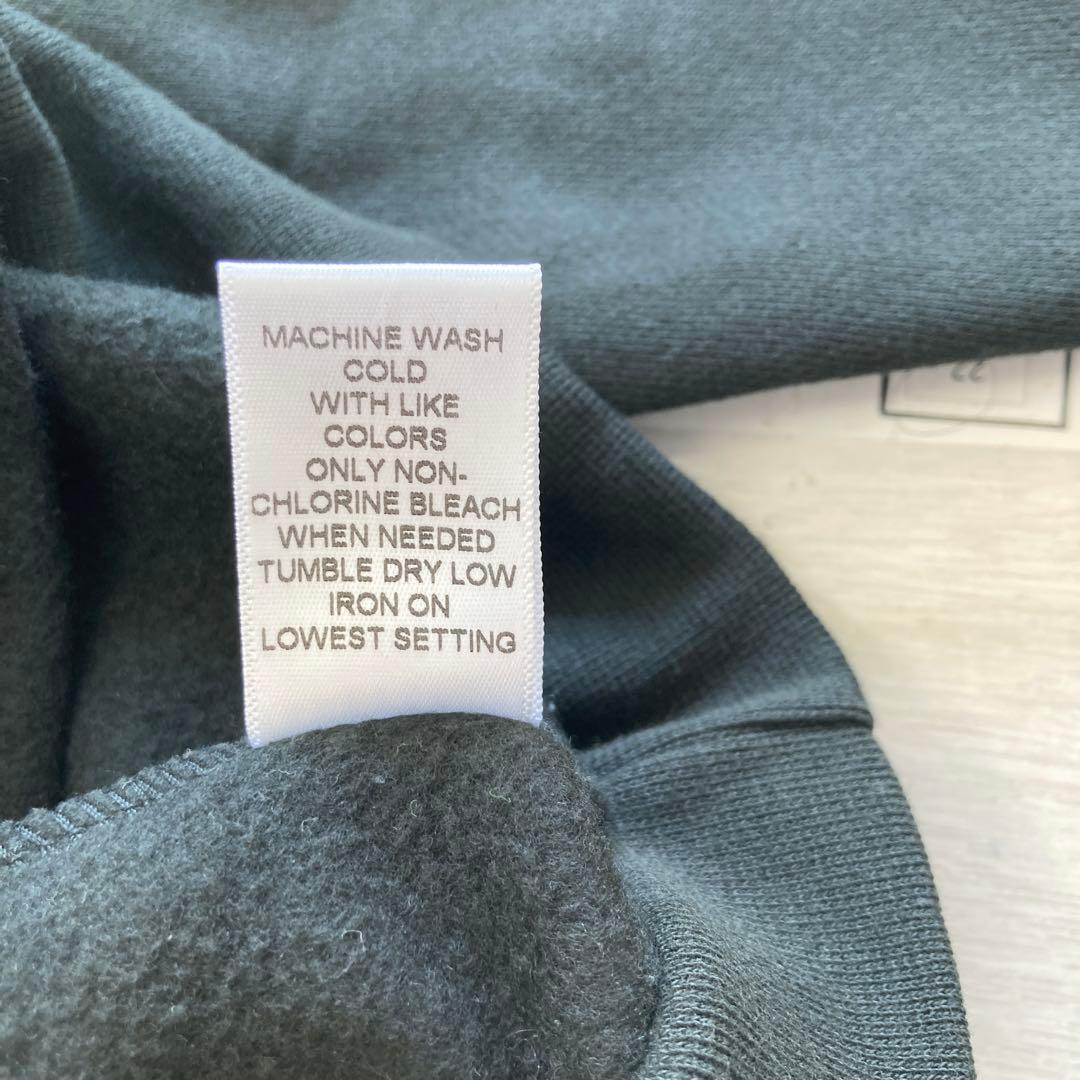 MACHINE WASH
COLD
WITH LIKE
COLORS
ONLY NON-
CHLORINE BLEACH
WHEN NEEDED
TUMBLE DRY LOW
IRON ON
LOWEST SETTING
22